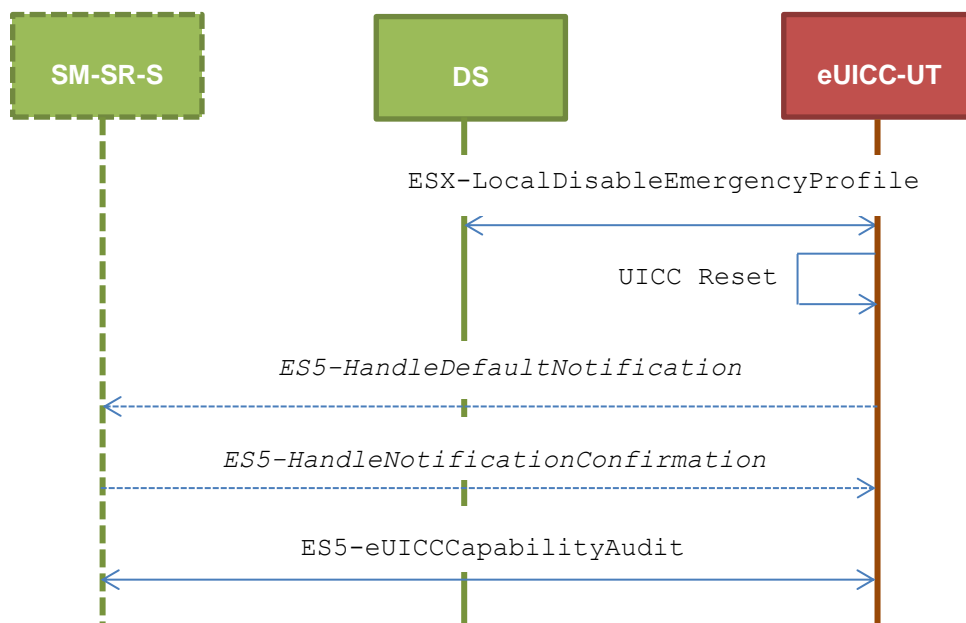 SM-SR-S
DS
eUICC-UT
ESX-LocalDisableEmergencyProfile
UICC Reset
ES5-HandleDefaultNotification
ES5-HandleNotificationConfirmation
ES5-eUICCCapabilityAudit